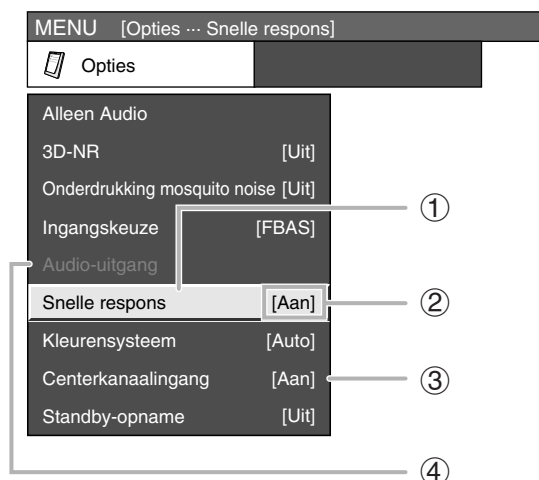 MENU [Opties ··· Snelle respons]
Opties
Alleen Audio
3D-NR [Uit]
Onderdrukking mosquito noise [Uit]
①
Ingangskeuze [FBAS]
Audio-uitgang
Snelle respons [Aan] ②
Kleurensysteem [Auto]
Centerkanaalingang [Aan] ③
Standby-opname [Uit]
④